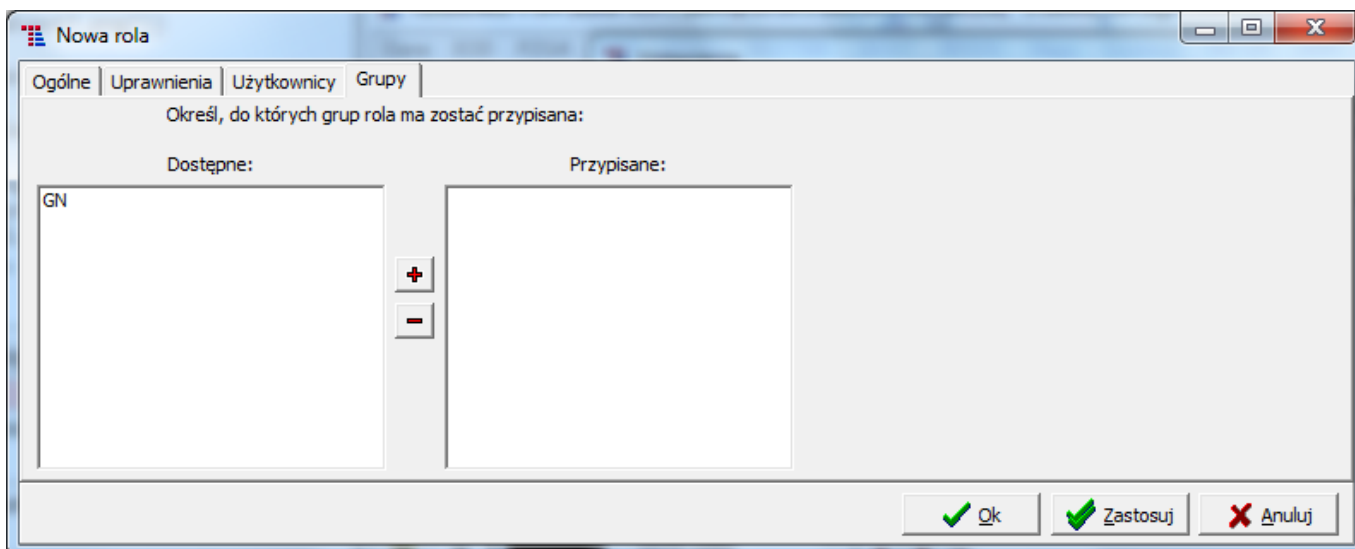 Nowa rola
Ogólne Uprawnienia Użytkownicy Grupy
Określ, do których grup rola ma zostać przypisana:
Dostępne: Przypisane:
GN
Ok Zastosuj Anuluj